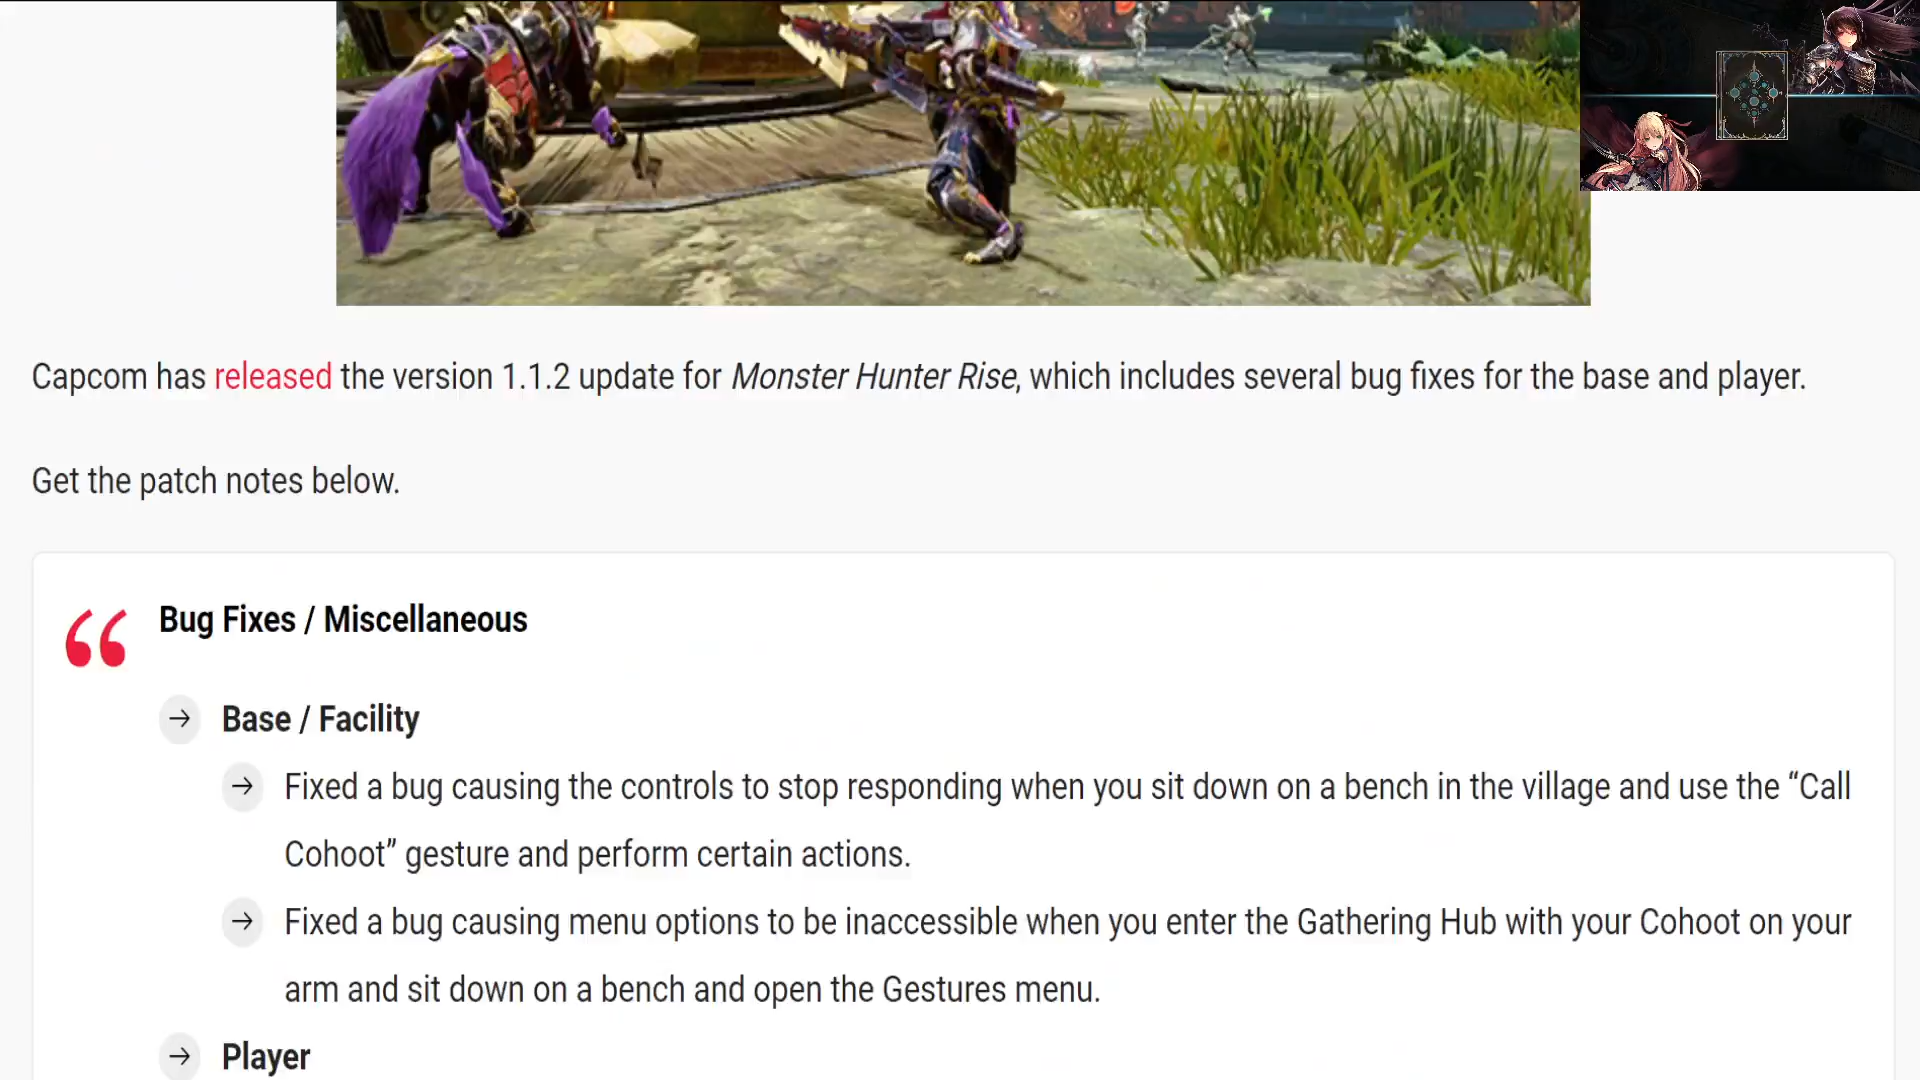 Capcom has released the version 1.1.2 update for Monster Hunter Rise, which includes several bug fixes for the base and player.
Get the patch notes below.
Bug Fixes / Miscellaneous
Base / Facility
Fixed a bug causing the controls to stop responding when you sit down on a bench in the village and use the “Call
Cohoot” gesture and perform certain actions.
Fixed a bug causing menu options to be inaccessible when you enter the Gathering Hub with your Cohoot on your
arm and sit down on a bench and open the Gestures menu.
Player